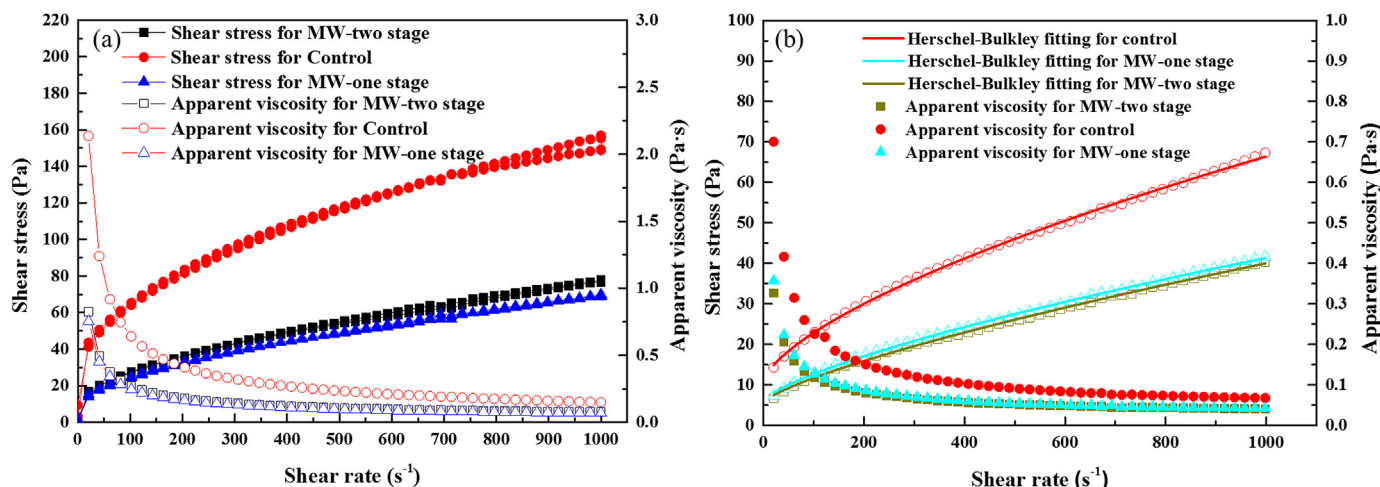 (a)
Shear stress for MW-two stage
Shear stress for Control
Shear stress for MW-one stage
Apparent viscosity for MW-two stage
Apparent viscosity for Control
Apparent viscosity for MW-one stage
220
200
180
160
140
120
100
80
60
40
20
0
Shear stress (Pa)
3.0
2.5
2.0
1.5
1.0
0.5
0.0
Apparent viscosity (Pa·s)
0 100 200 300 400 500 600 700 800 900 1000
Shear rate (s-1)
(b)
Herschel-Bulkley fitting for control
Herschel-Bulkley fitting for MW-one stage
Herschel-Bulkley fitting for MW-two stage
Apparent viscosity for MW-two stage
Apparent viscosity for control
Apparent viscosity for MW-one stage
100
90
80
70
60
50
40
30
20
10
0
Shear stress (Pa)
1.0
0.9
0.8
0.7
0.6
0.5
0.4
0.3
0.2
0.1
0.0
Apparent viscosity (Pa·s)
0 200 400 600 800 1000
Shear rate (s-1)